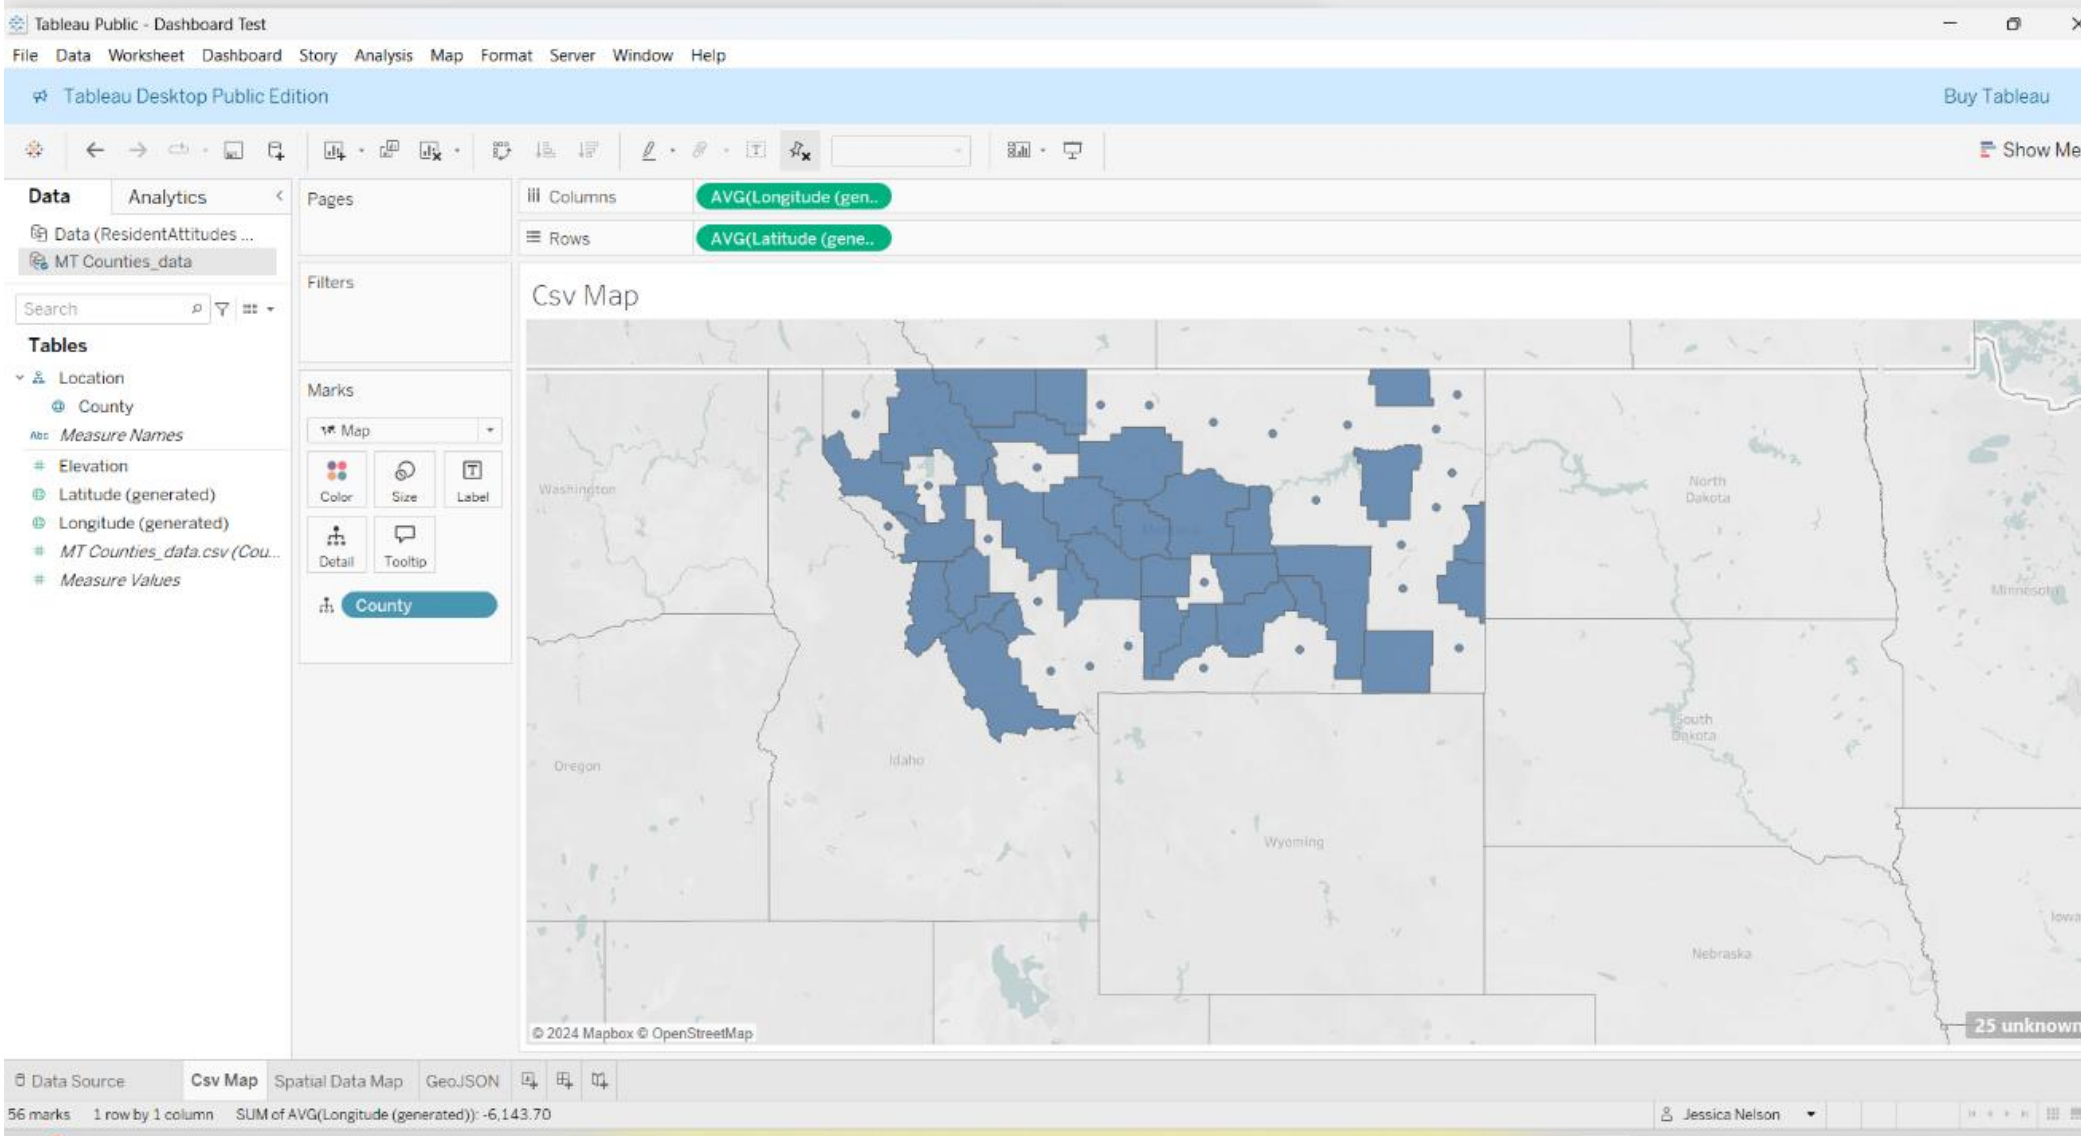 Tableau Public - Dashboard Test
File Data Worksheet Dashboard Story Analysis Map Format Server Window Help
Tableau Desktop Public Edition
Buy Tableau
Show Me
Data Analytics
Data (ResidentAttitudes ...
MT Counties_data
Search
Tables
Location
County
Abc Measure Names
Elevation
Latitude (generated)
Longitude (generated)
MT Counties_data.csv (Cou...
Measure Values
Pages
Filters
Marks
Map
Color Size Label
Detail Tooltip
County
Columns AVG(Longitude (gen..
Rows AVG(Latitude (gene..
Csv Map
Washington
Montana
North
Dakota
Minnesota
South
Dakota
Oregon
Idaho
Wyoming
Iowa
Nebraska
© 2024 Mapbox © OpenStreetMap
25 unknown
Data Source Csv Map Spatial Data Map GeoJSON
56 marks 1 row by 1 column SUM of AVG(Longitude (generated)): -6,143.70
Jessica Nelson